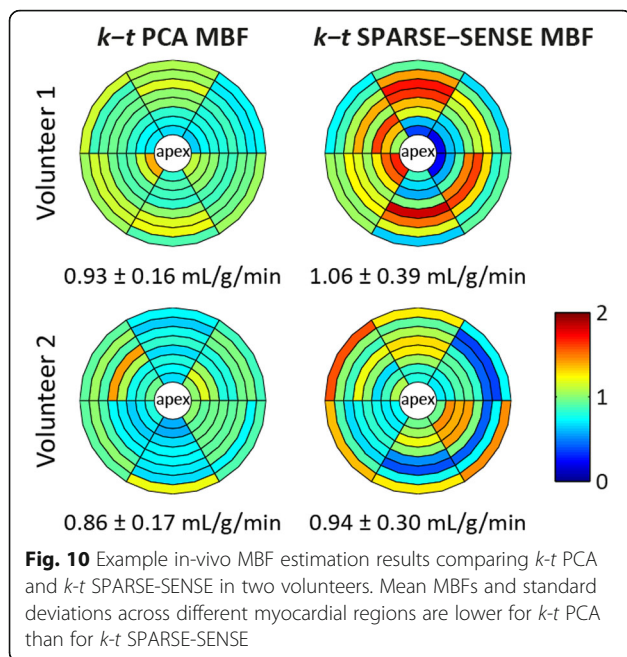 k–t PCA MBF
k–t SPARSE–SENSE MBF
Volunteer 1
apex
apex
0.93 ± 0.16 mL/g/min
1.06 ± 0.39 mL/g/min
Volunteer 2
apex
apex
2
1
0
0.86 ± 0.17 mL/g/min
0.94 ± 0.30 mL/g/min
Fig. 10 Example in-vivo MBF estimation results comparing k-t PCA
and k-t SPARSE-SENSE in two volunteers. Mean MBFs and standard
deviations across different myocardial regions are lower for k-t PCA
than for k-t SPARSE-SENSE